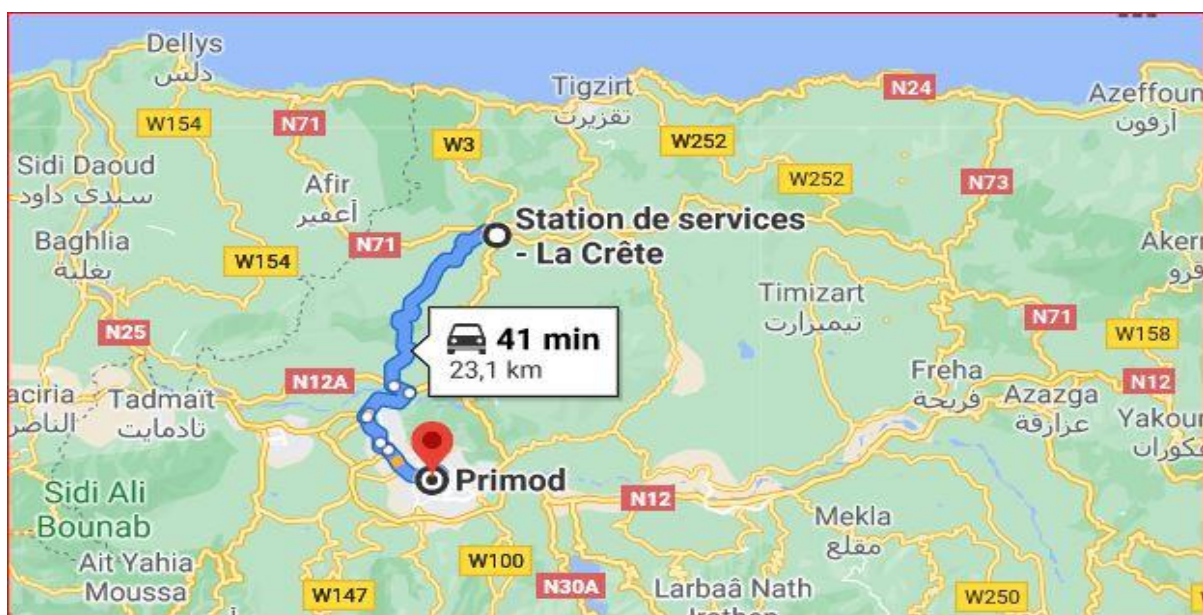 Dellys
دلس
Tigzirt
تقزيرت
N24
Azeffoun
أزفون
W154
N71
W3
W252
Sidi Daoud
سيدي داود
Afir
أعفير
W252
N73
Station de services
- La Crête
N71
Baghlia
بغلية
W154
Timizart
تيميزارت
41 min
23,1 km
N25
N71
W158
N12A
Freha
فريحة
N12
aciria
الناصر
Tadmaït
تادمايت
Azazga
عزازقة
Yakour
Primod
N12
Sidi Ali
Bounab
Mekla
مقلع
Ait Yahia
Moussa
W100
N30A
W147
Larbaâ Nath
W250